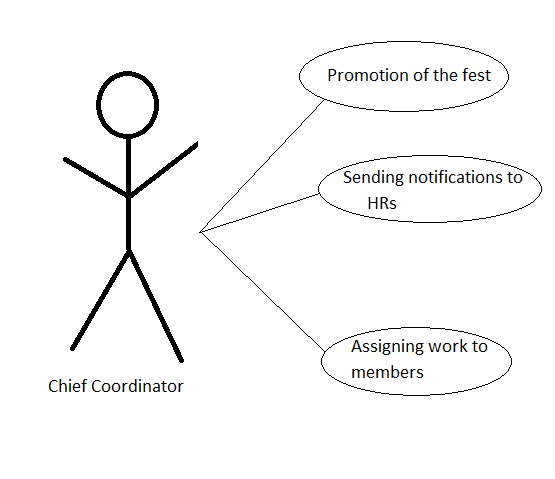 Promotion of the fest
Sending notifications to
HRs
Assigning work to
members
Chief Coordinator